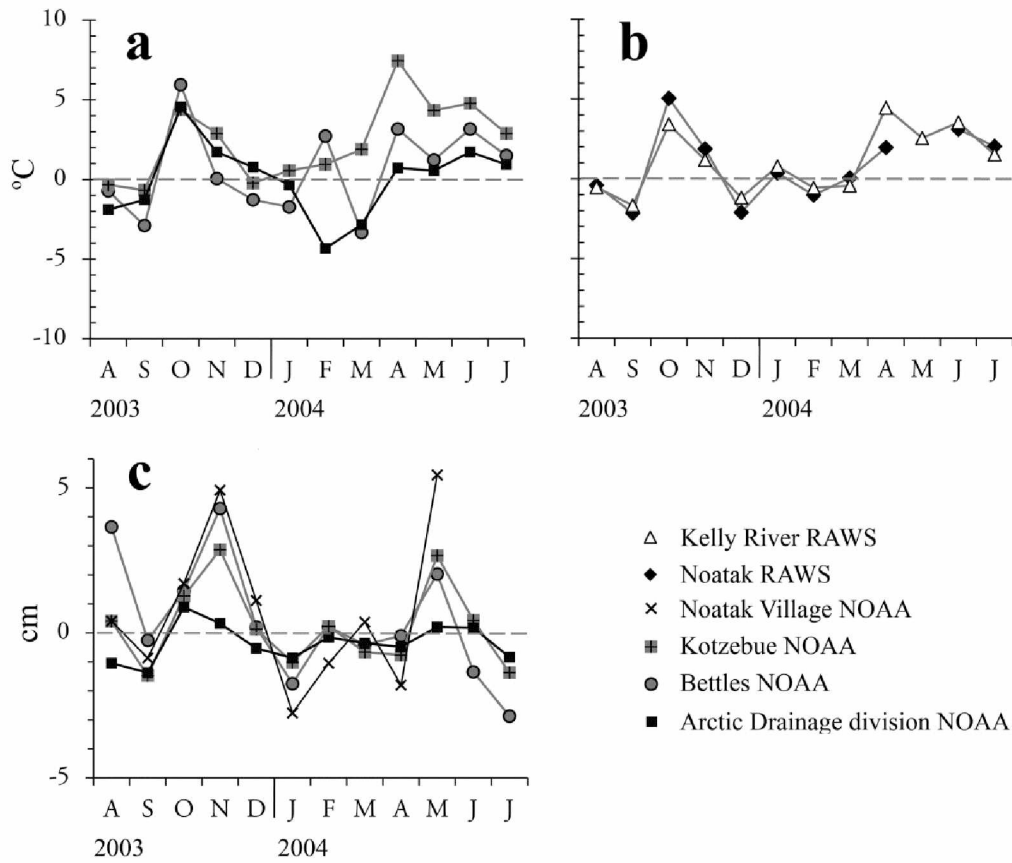 a
10
5
0
-5
-10
ºC
A S O N D J F M A M J J
2003 2004
b
A S O N D J F M A M J J
2003 2004
c
5
0
-5
cm
A S O N D J F M A M J J
2003 2004
Kelly River RAWS
Noatak RAWS
Noatak Village NOAA
Kotzebue NOAA
Bettles NOAA
Arctic Drainage division NOAA